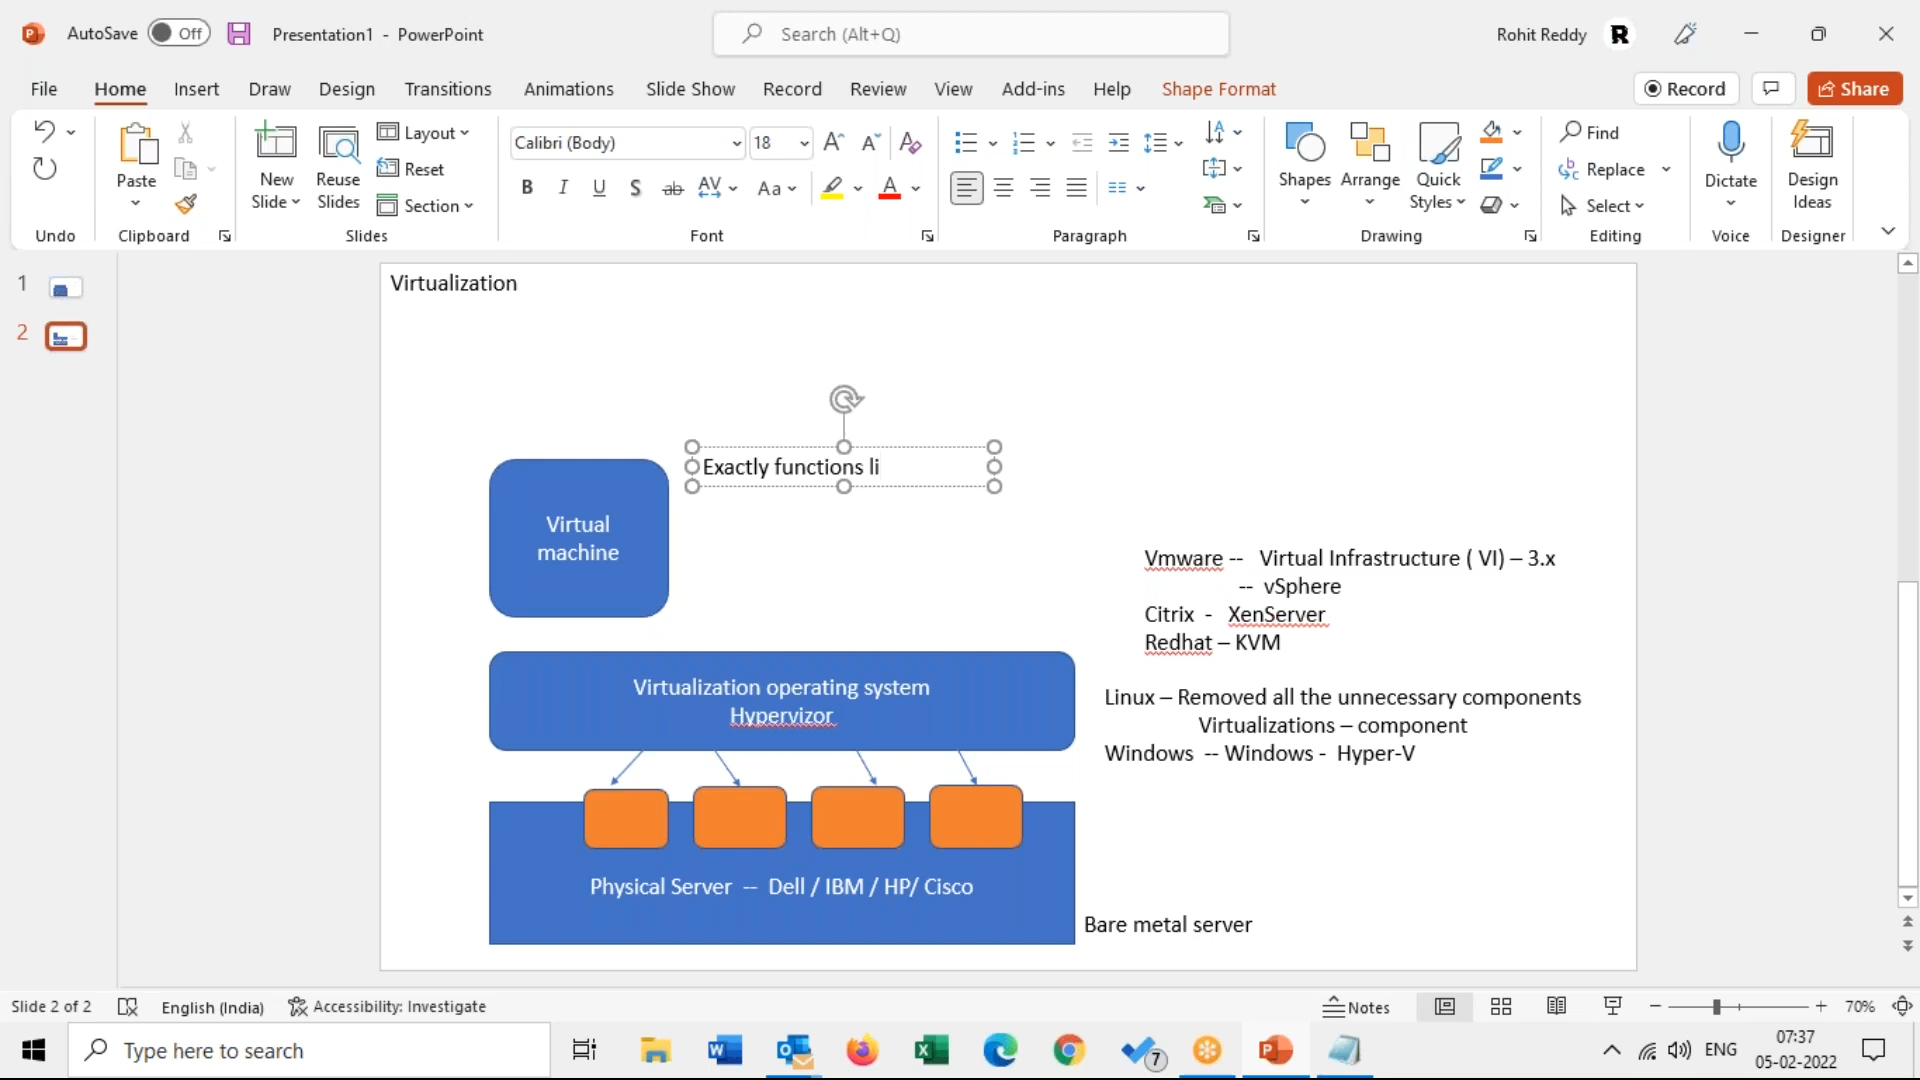 AutoSave Off Presentation1 - PowerPoint Search (Alt+Q) Rohit Reddy
File Home Insert Draw Design Transitions Animations Slide Show Record Review View Add-ins Help Shape Format Record Share
Paste
New
Slide
Reuse
Slides
Layout
Reset
Section
Calibri (Body) 18
B I U S ab AV Aa A
Shapes Arrange Quick
Styles
Find
Replace
Select
Dictate
Design
Ideas
Undo Clipboard Slides Font Paragraph Drawing Editing Voice Designer
1
2
Virtualization
Exactly functions li
Virtual
machine
Vmware -- Virtual Infrastructure ( VI) – 3.x
-- vSphere
Citrix - XenServer
Redhat – KVM
Virtualization operating system
Hypervizor
Linux – Removed all the unnecessary components
Virtualizations – component
Windows -- Windows - Hyper-V
Physical Server -- Dell / IBM / HP/ Cisco
Bare metal server
Slide 2 of 2 English (India) Accessibility: Investigate Notes 70%
Type here to search 7 ENG 07:37
05-02-2022